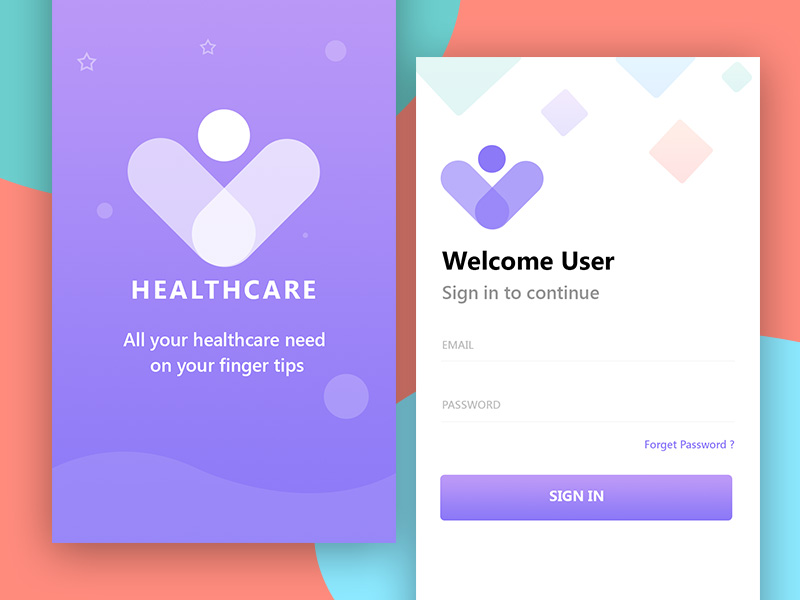 HEALTHCARE
All your healthcare need
on your finger tips
Welcome User
Sign in to continue
EMAIL
PASSWORD
Forget Password ?
SIGN IN